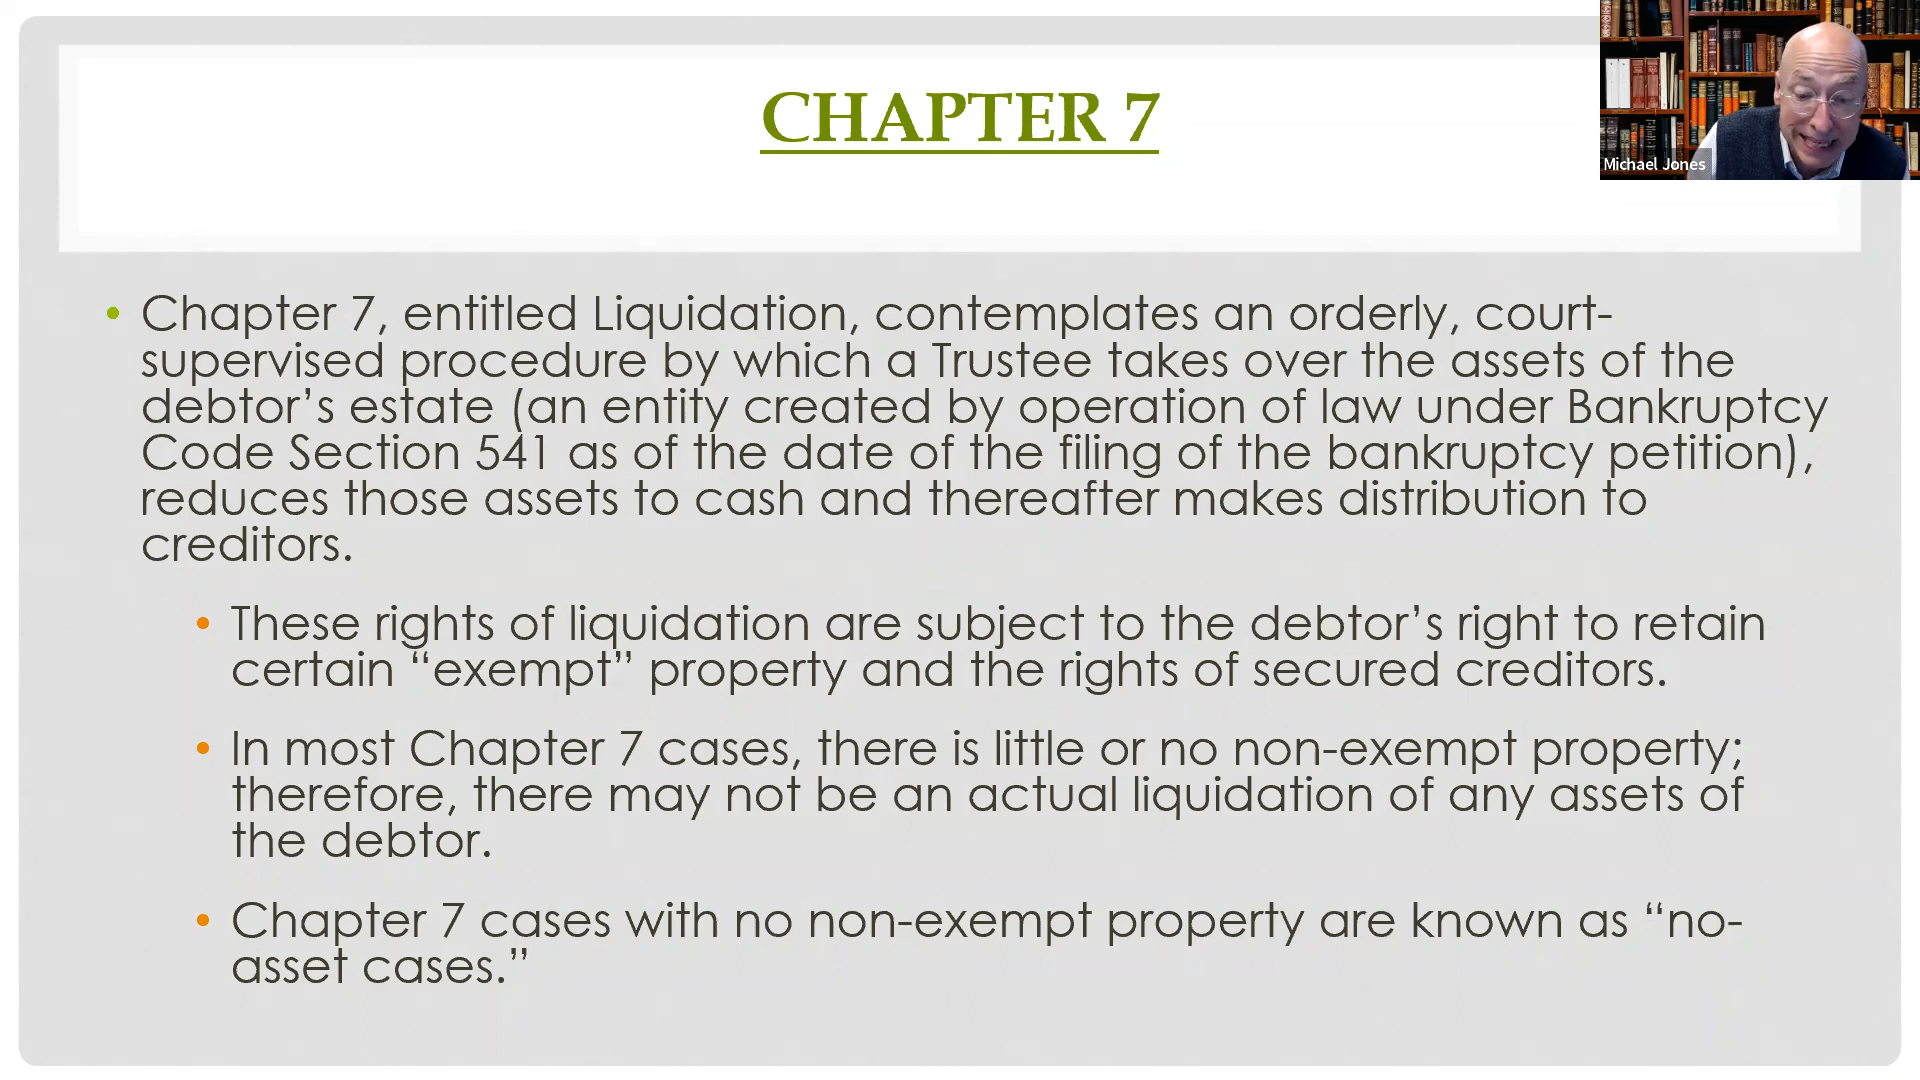 CHAPTER 7
Michael Jones
• Chapter 7, entitled Liquidation, contemplates an orderly, court-
supervised procedure by which a Trustee takes over the assets of the
debtor’s estate (an entity created by operation of law under Bankruptcy
Code Section 541 as of the date of the filing of the bankruptcy petition),
reduces those assets to cash and thereafter makes distribution to
creditors.
• These rights of liquidation are subject to the debtor’s right to retain
certain “exempt” property and the rights of secured creditors.
• In most Chapter 7 cases, there is little or no non-exempt property;
therefore, there may not be an actual liquidation of any assets of
the debtor.
• Chapter 7 cases with no non-exempt property are known as “no-
asset cases.”